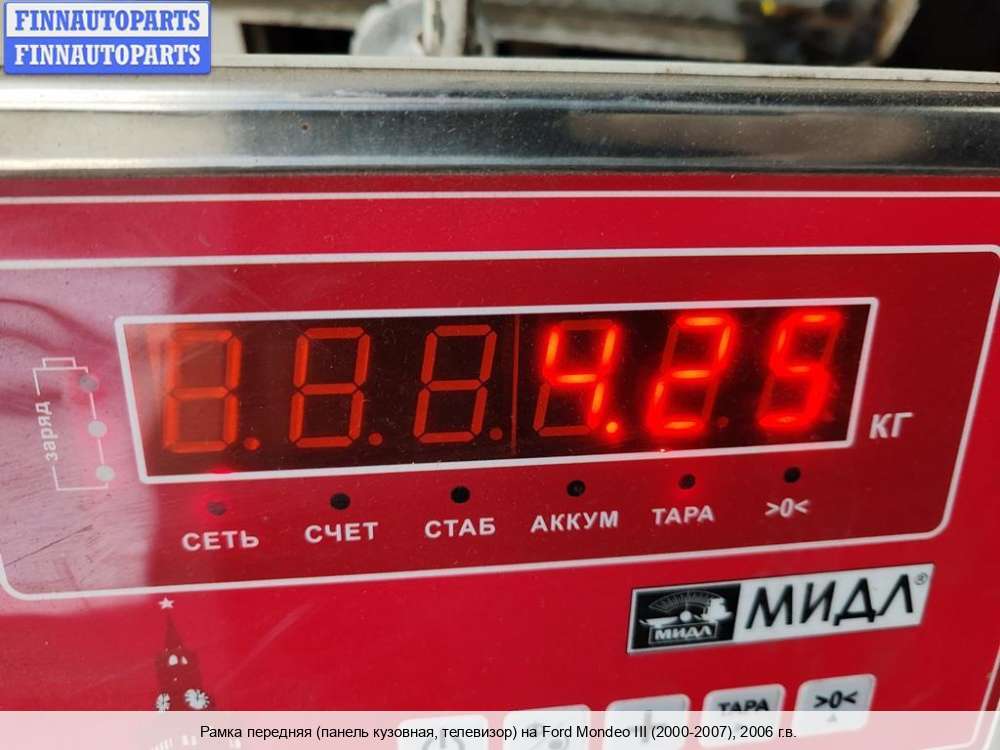 FINNAUTOPARTS
FINNAUTOPARTS
заряд
4.25
КГ
СЕТЬ СЧЕТ СТАБ АККУМ ТАРА >0<
МИДЛ МИДЛ®
ТАРА >0<
Рамка передняя (панель кузовная, телевизор) на Ford Mondeo III (2000-2007), 2006 г.в.